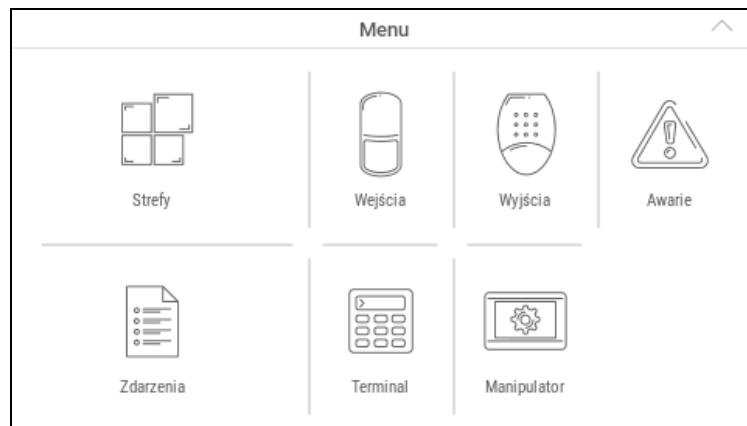 Menu
Strefy
Wejścia
Wyjścia
Awarie
Zdarzenia
Terminal
Manipulator